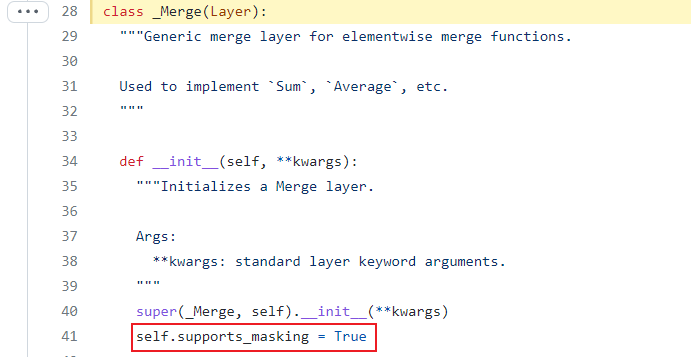 28 class _Merge(Layer):
29 """Generic merge layer for elementwise merge functions.
30
31 Used to implement `Sum`, `Average`, etc.
32 """
33
34 def __init__(self, **kwargs):
35 """Initializes a Merge layer.
36
37 Args:
38 **kwargs: standard layer keyword arguments.
39 """
40 super(_Merge, self).__init__(**kwargs)
41 self.supports_masking = True